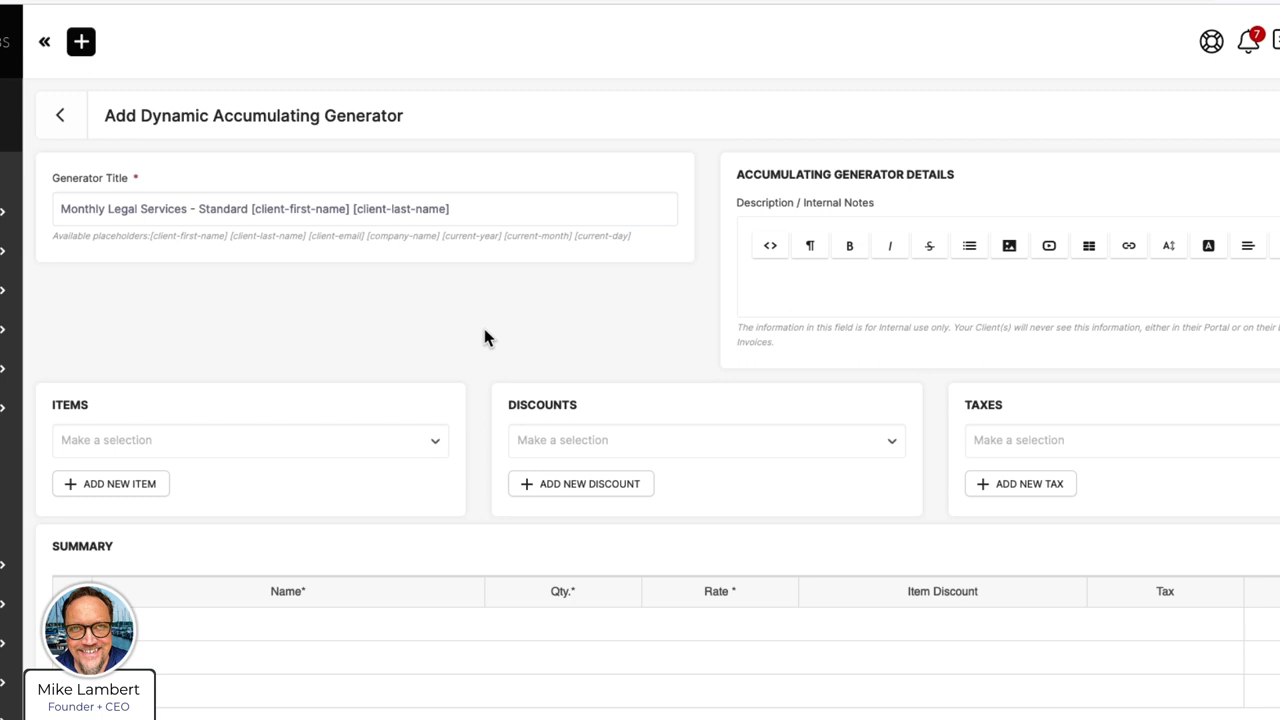 BS
7
Add Dynamic Accumulating Generator
Generator Title *
Monthly Legal Services - Standard [client-first-name] [client-last-name]
Available placeholders:[client-first-name] [client-last-name] [client-email] [company-name] [current-year] [current-month] [current-day]
ACCUMULATING GENERATOR DETAILS
Description / Internal Notes
The information in this field is for Internal use only. Your Client(s) will never see this information, either in their Portal or on their
Invoices.
ITEMS
Make a selection
ADD NEW ITEM
DISCOUNTS
Make a selection
ADD NEW DISCOUNT
TAXES
Make a selection
ADD NEW TAX
SUMMARY
Name* Qty.* Rate * Item Discount Tax
Mike Lambert
Founder + CEO